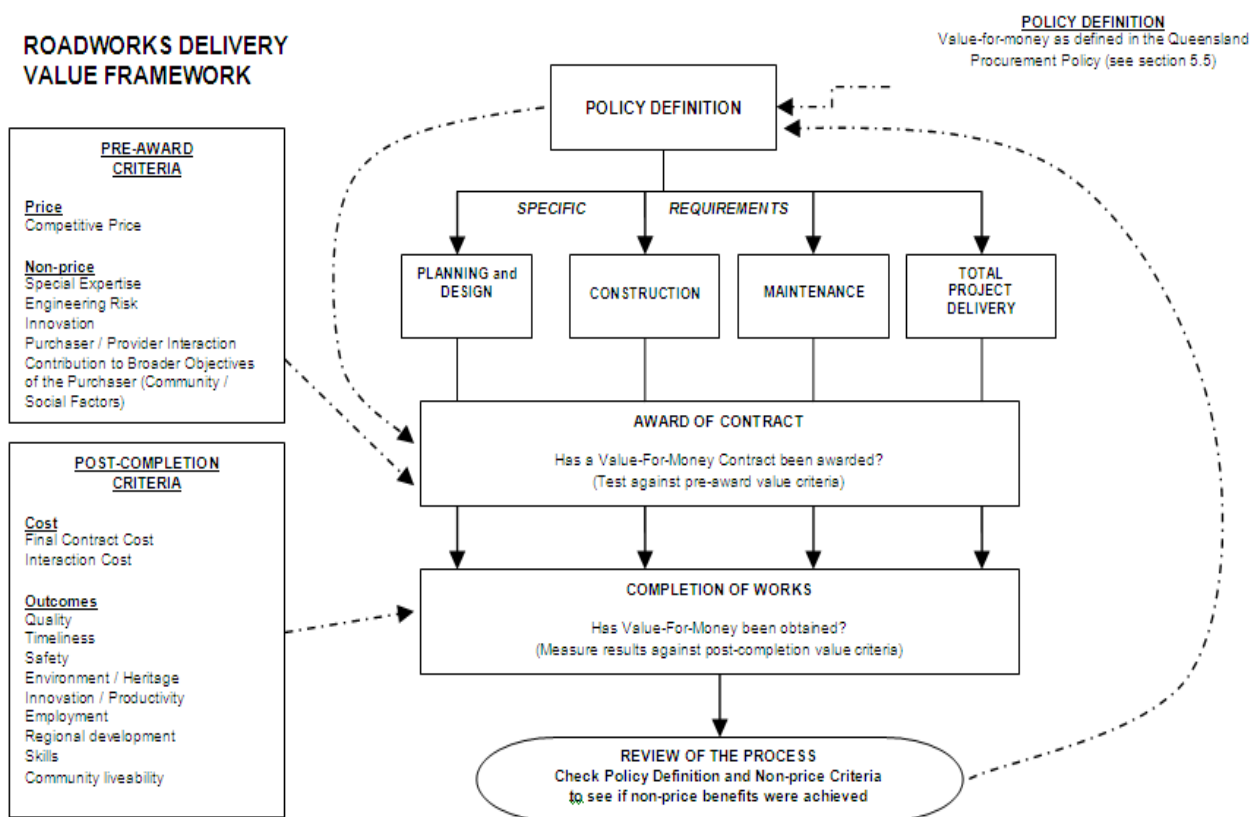 ROADWORKS DELIVERY
VALUE FRAMEWORK
POLICY DEFINITION
Value-for-money as defined in the Queensland
Procurement Policy (see section 5.5)
POLICY DEFINITION
PRE-AWARD
CRITERIA
Price
Competitive Price
Non-price
Special Expertise
Engineering Risk
Innovation
Purchaser / Provider Interaction
Contribution to Broader Objectives
of the Purchaser (Community /
Social Factors)
SPECIFIC REQUIREMENTS
PLANNING and
DESIGN
CONSTRUCTION
MAINTENANCE
TOTAL
PROJECT
DELIVERY
AWARD OF CONTRACT
Has a Value-For-Money Contract been awarded?
(Test against pre-award value criteria)
POST-COMPLETION
CRITERIA
Cost
Final Contract Cost
Interaction Cost
Outcomes
Quality
Timeliness
Safety
Environment / Heritage
Innovation / Productivity
Employment
Regional development
Skills
Community liveability
COMPLETION OF WORKS
Has Value-For-Money been obtained?
(Measure results against post-completion value criteria)
REVIEW OF THE PROCESS
Check Policy Definition and Non-price Criteria
to see if non-price benefits were achieved